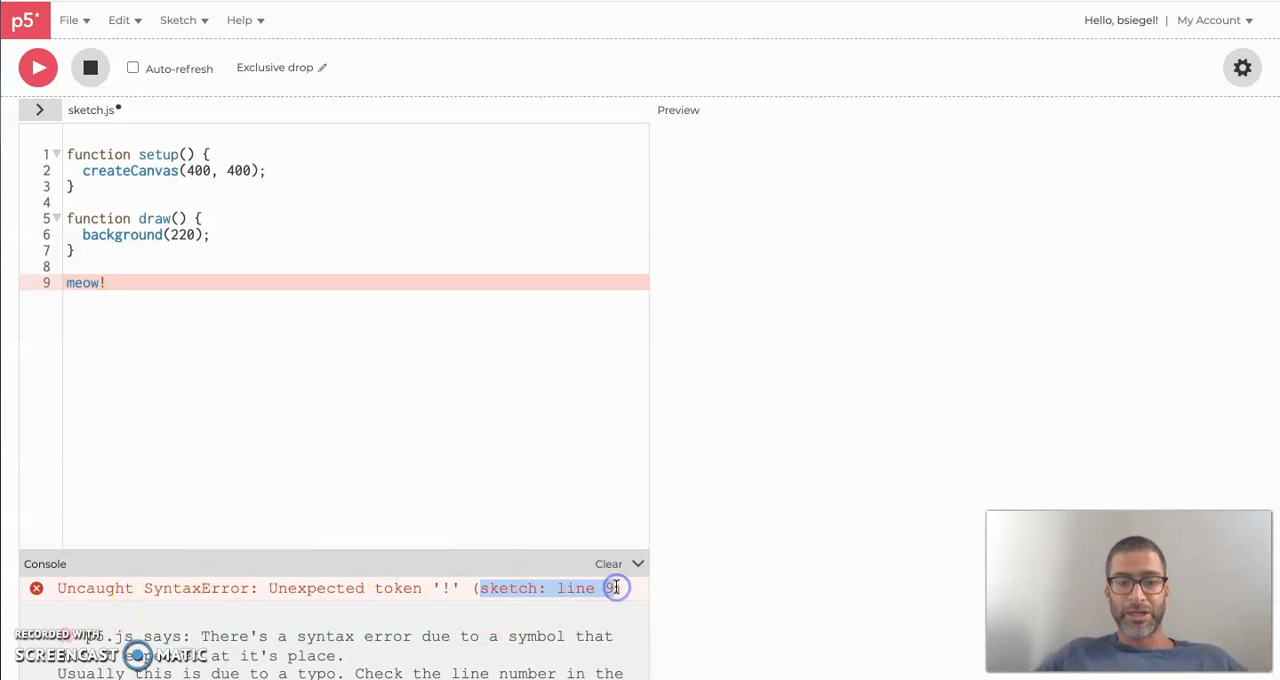 p5* File Edit Sketch Help Hello, bsiegel! | My Account
Auto-refresh Exclusive drop
sketch.js Preview
1 function setup() {
2 createCanvas(400, 400);
3 }
4
5 function draw() {
6 background(220);
7 }
8
9 meow!
Console Clear
Uncaught SyntaxError: Unexpected token '!' (sketch: line 9)
p5.js says: There's a syntax error due to a symbol that
at it's place.
Usually this is due to a typo. Check the line number in the
RECORDED WITH
SCREENCAST MATIC